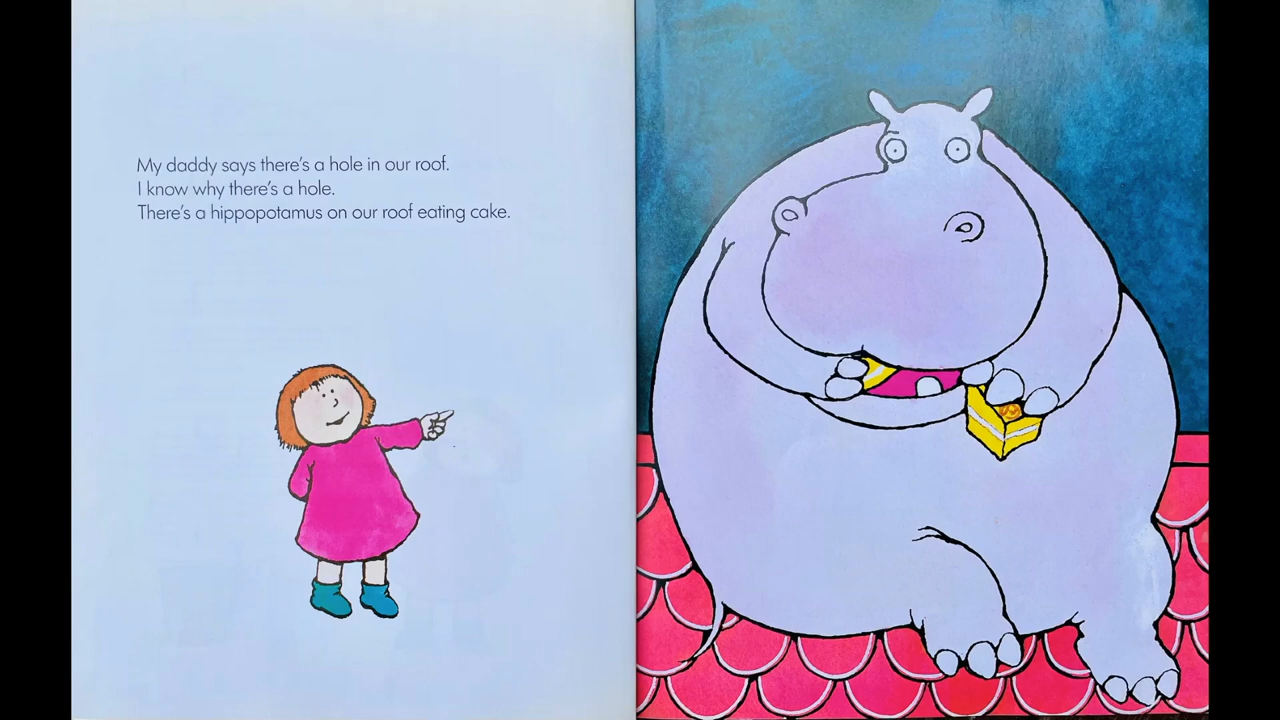 My daddy says there's a hole in our roof.
I know why there's a hole.
There's a hippopotamus on our roof eating cake.